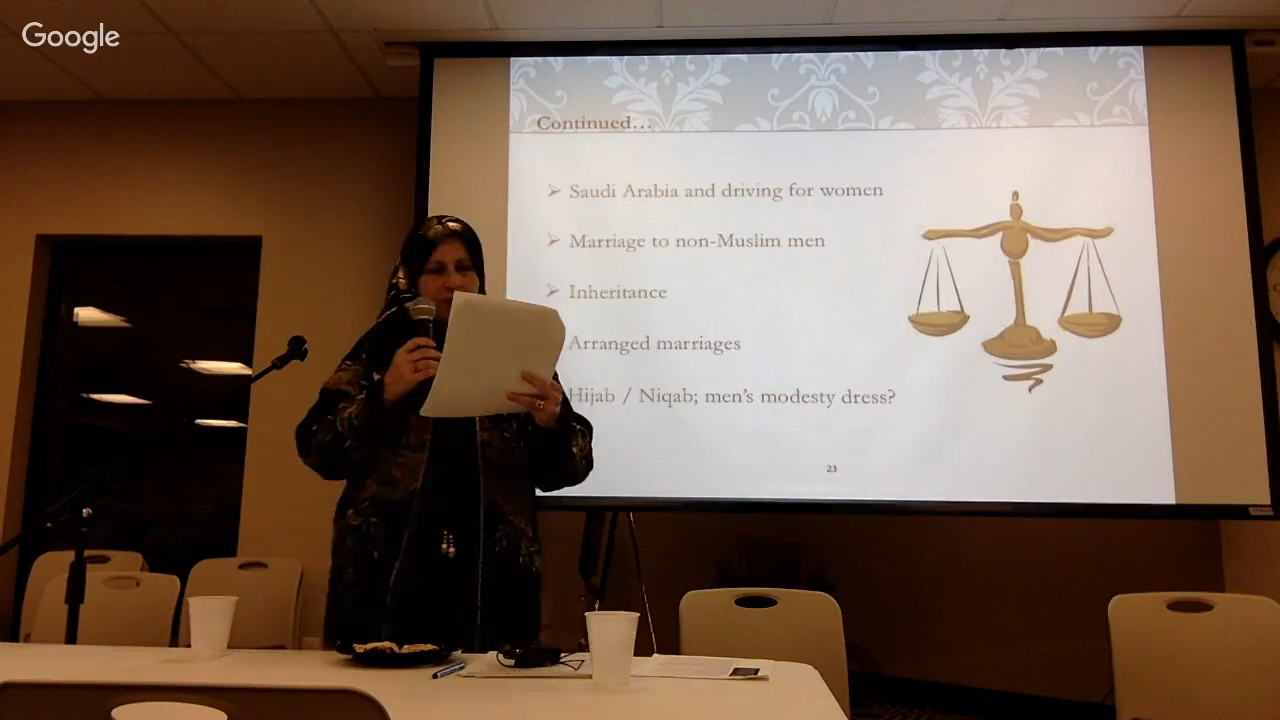 Google
Continued...
Saudi Arabia and driving for women
Marriage to non-Muslim men
Inheritance
Arranged marriages
Hijab / Niqab; men's modesty dress?
23